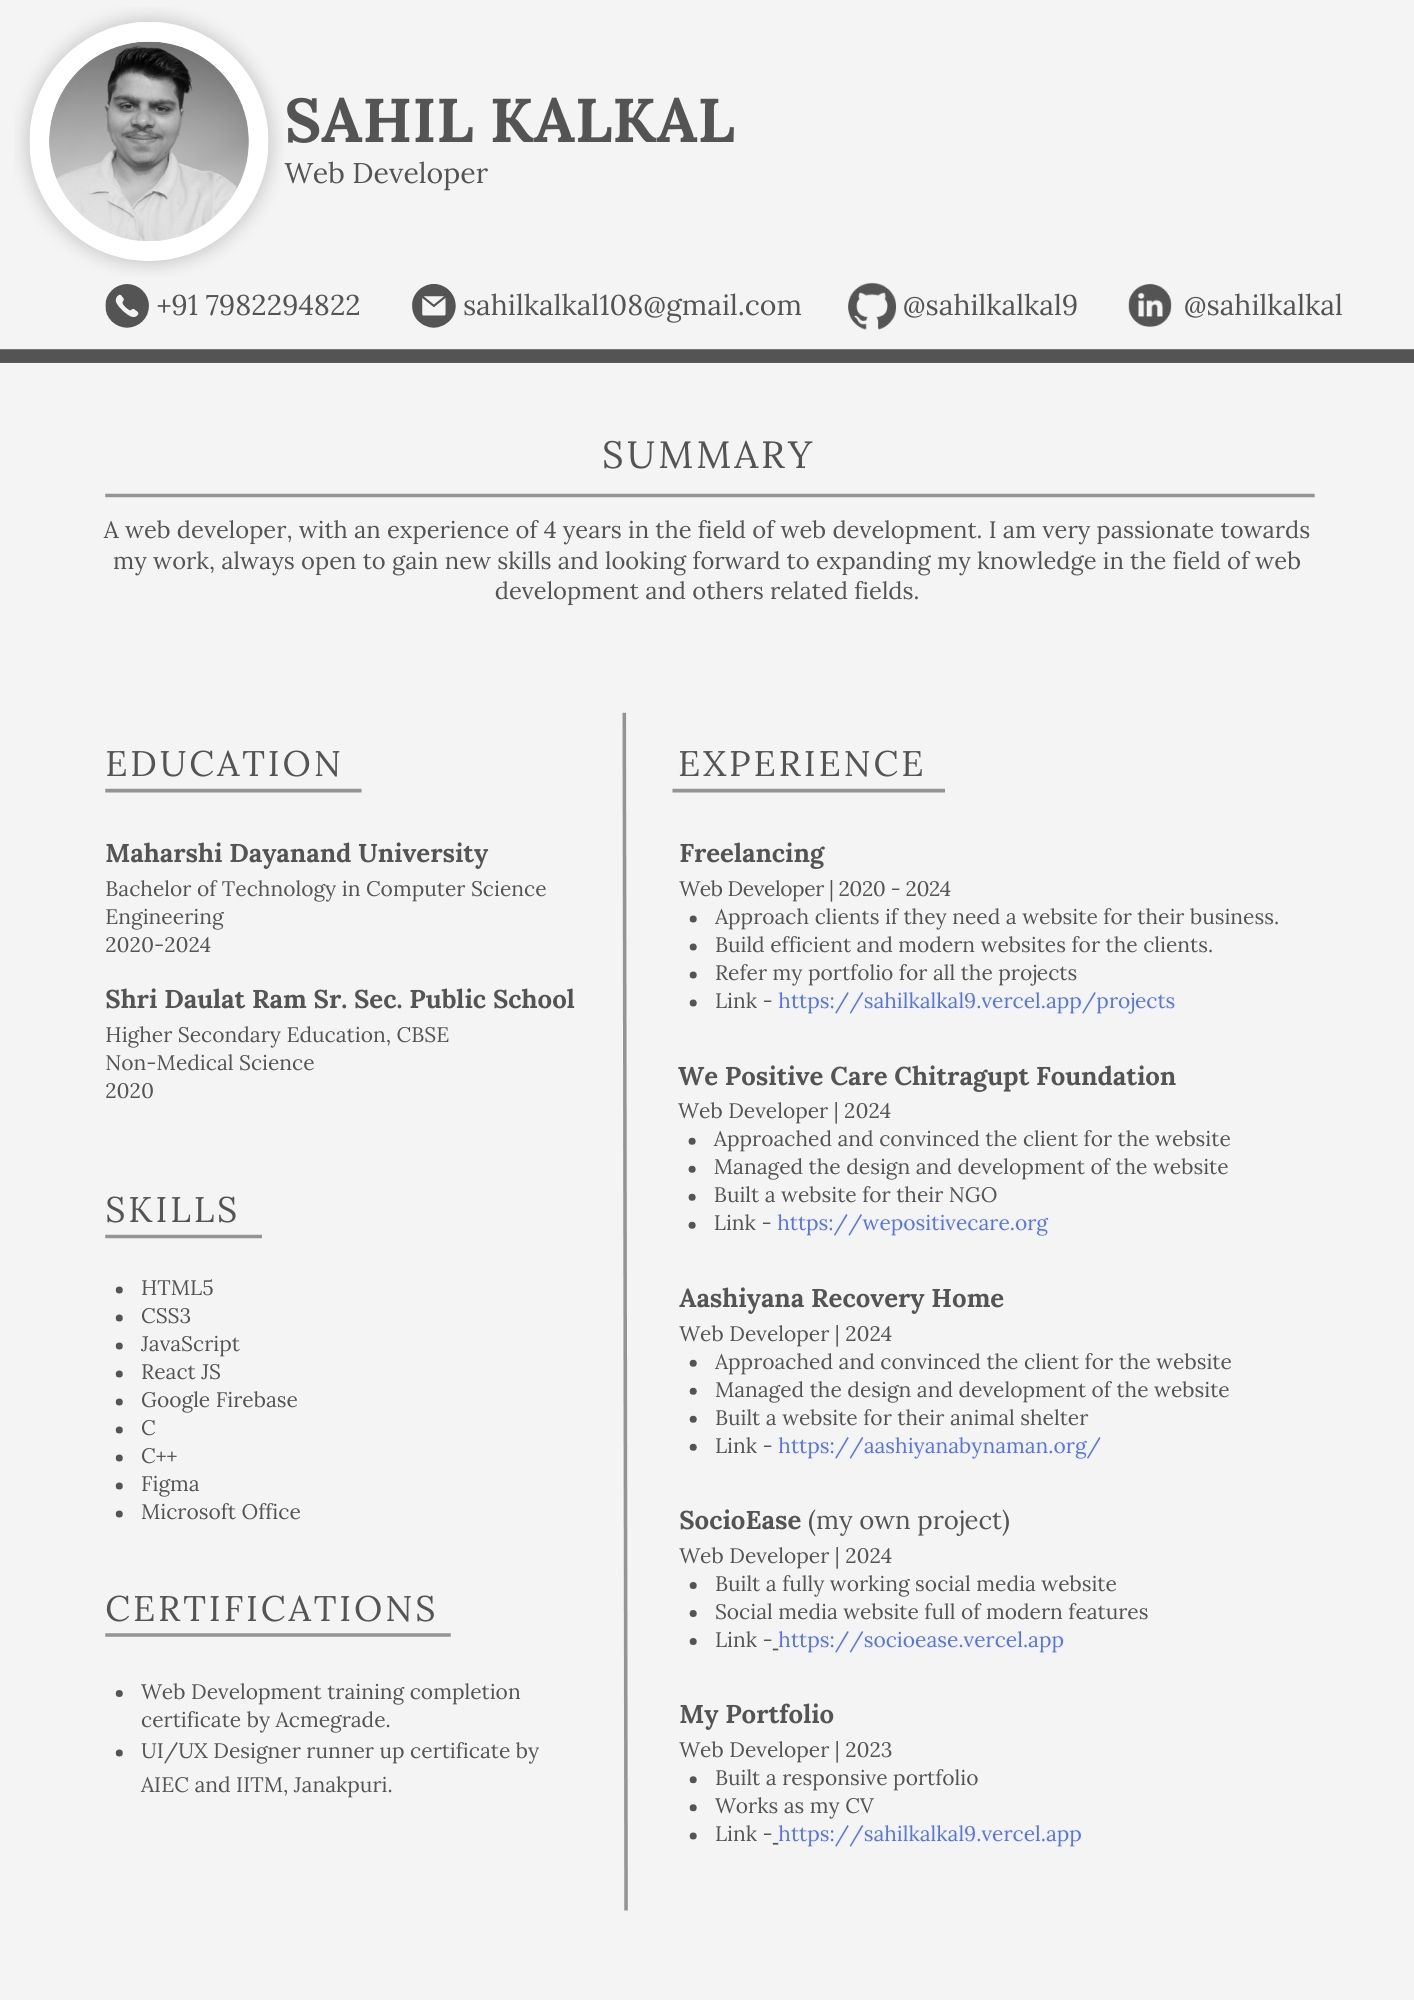 SAHIL KALKAL
Web Developer
+91 7982294822
sahilkalkal108@gmail.com
@sahilkalkal9
@sahilkalkal
SUMMARY
A web developer, with an experience of 4 years in the field of web development. I am very passionate towards
my work, always open to gain new skills and looking forward to expanding my knowledge in the field of web
development and others related fields.
EDUCATION
Maharshi Dayanand University
Bachelor of Technology in Computer Science
Engineering
2020-2024
Shri Daulat Ram Sr. Sec. Public School
Higher Secondary Education, CBSE
Non-Medical Science
2020
SKILLS
• HTML5
• CSS3
• JavaScript
• React JS
• Google Firebase
• C
• C++
• Figma
• Microsoft Office
CERTIFICATIONS
• Web Development training completion
certificate by Acmegrade.
• UI/UX Designer runner up certificate by
AIEC and IITM, Janakpuri.
EXPERIENCE
Freelancing
Web Developer | 2020 - 2024
• Approach clients if they need a website for their business.
• Build efficient and modern websites for the clients.
• Refer my portfolio for all the projects
• Link - https://sahilkalkal9.vercel.app/projects
We Positive Care Chitragupt Foundation
Web Developer | 2024
• Approached and convinced the client for the website
• Managed the design and development of the website
• Built a website for their NGO
• Link - https://wepositivecare.org
Aashiyana Recovery Home
Web Developer | 2024
• Approached and convinced the client for the website
• Managed the design and development of the website
• Built a website for their animal shelter
• Link - https://aashiyanabynaman.org/
SocioEase (my own project)
Web Developer | 2024
• Built a fully working social media website
• Social media website full of modern features
• Link - https://socioease.vercel.app
My Portfolio
Web Developer | 2023
• Built a responsive portfolio
• Works as my CV
• Link - https://sahilkalkal9.vercel.app